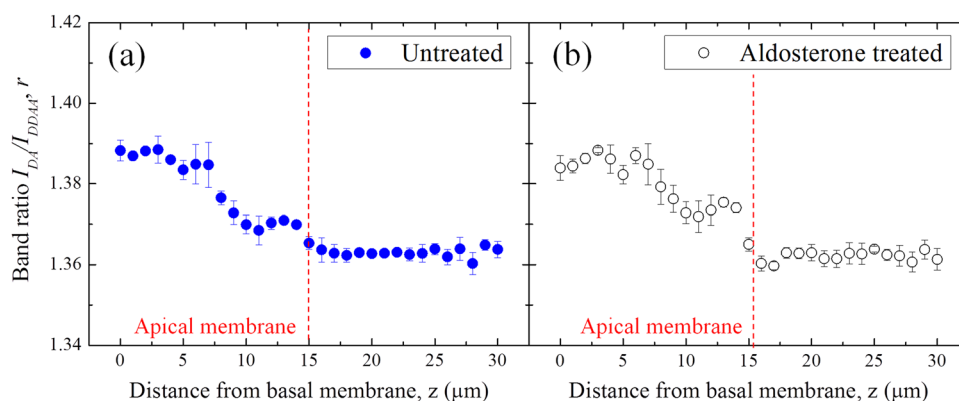 1.42
1.40
1.38
1.36
1.34
Band ratio I_DA/I_DDAA, r
(a)
Untreated
Apical membrane
0 5 10 15 20 25 30
Distance from basal membrane, z (μm)
(b)
Aldosterone treated
Apical membrane
0 5 10 15 20 25 30
Distance from basal membrane, z (μm)